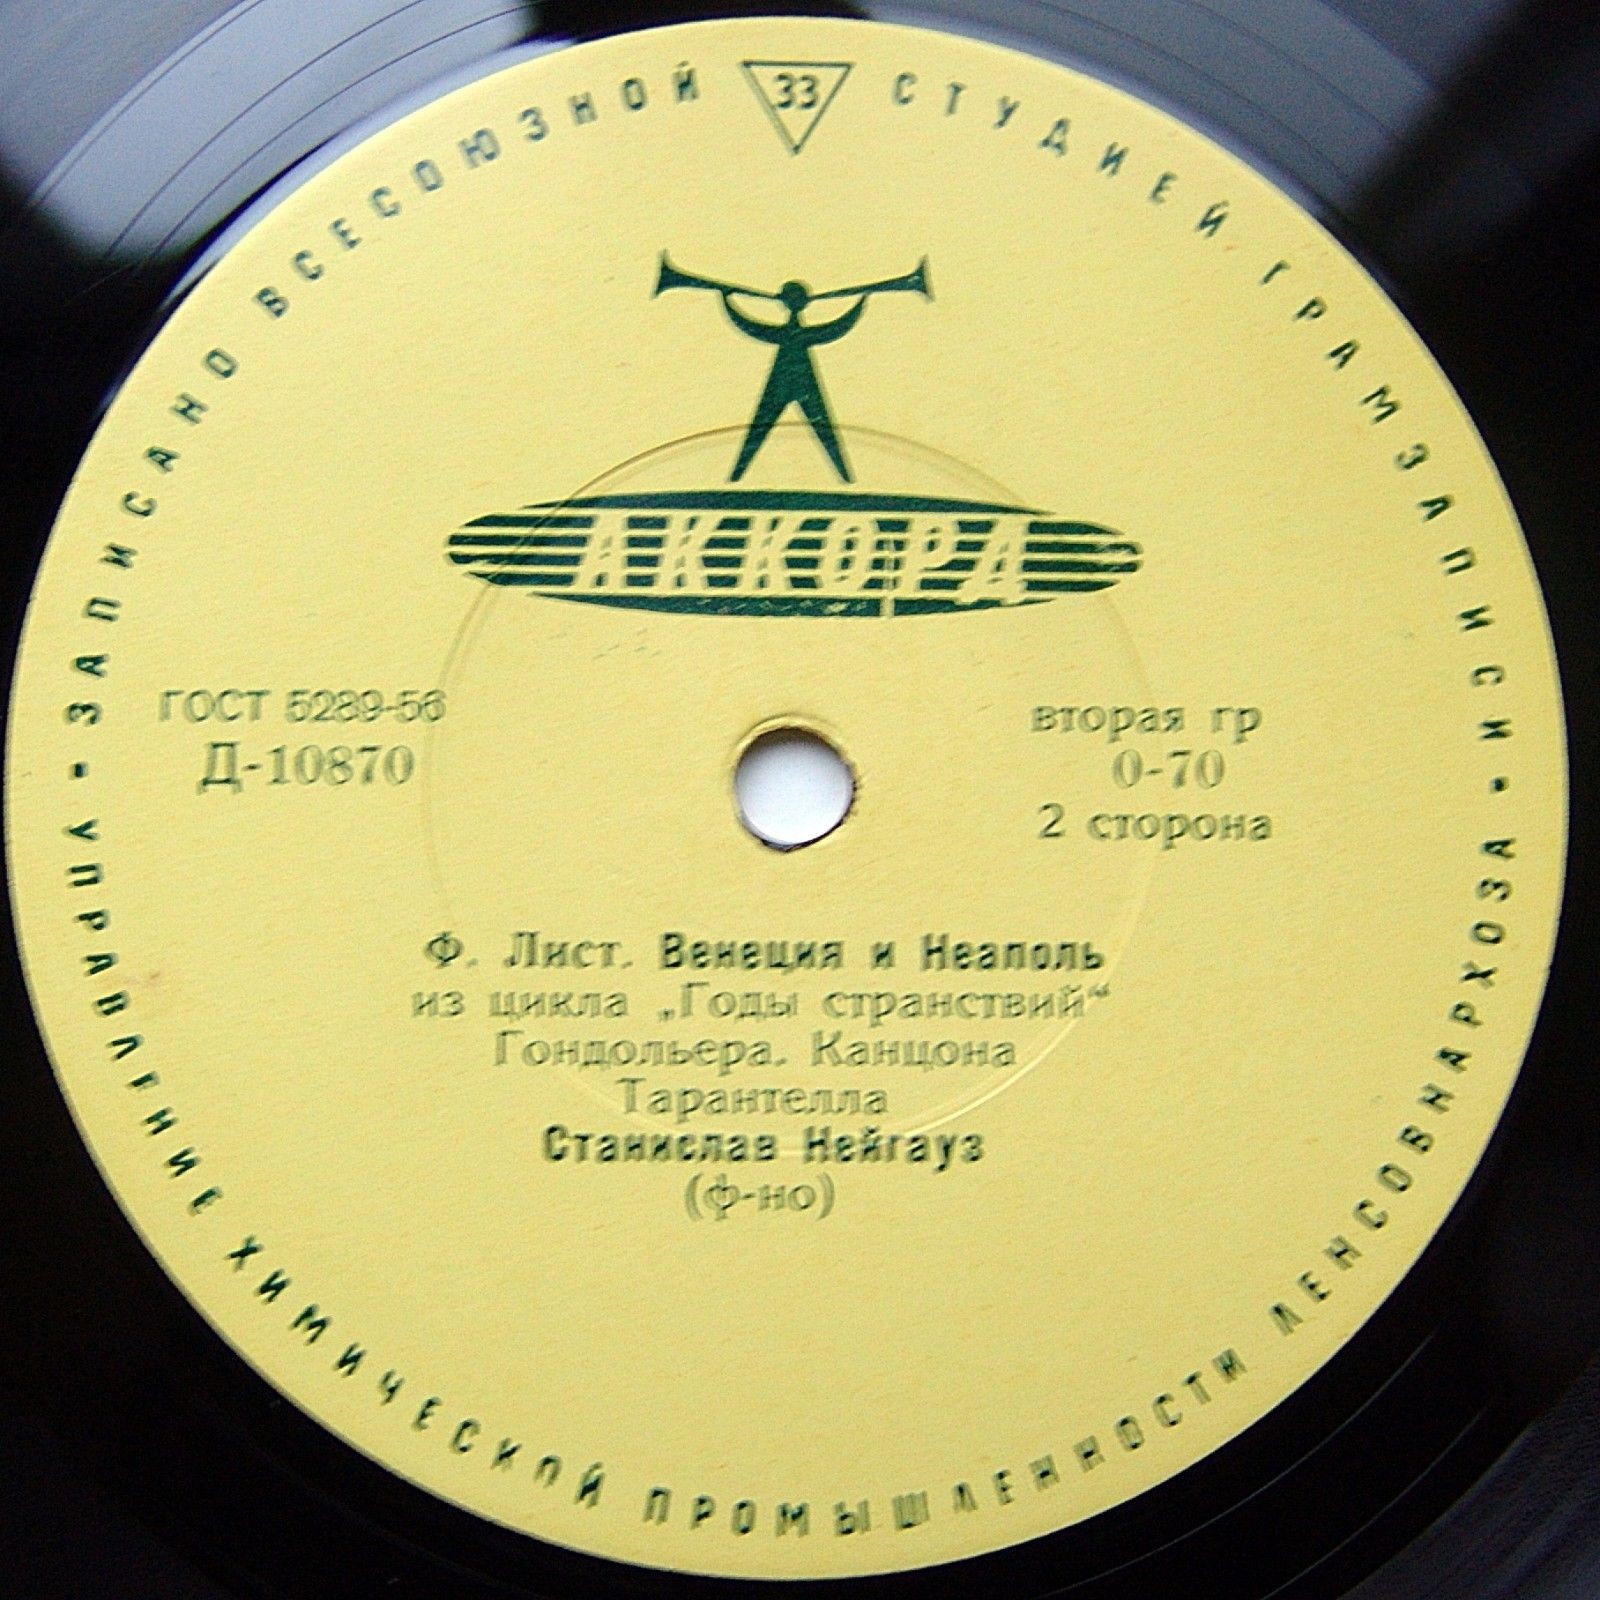 ЗАПИСАНО ВСЕСОЮЗНОЙ СТУДИЕЙ ГРАМЗАПИСИ
33
АККОРД
ГОСТ 5289-56
Д-10870
вторая гр
0-70
2 сторона
Ф. Лист. Венеция и Неаполь
из цикла „Годы странствий“
Гондольера. Канцона
Тарантелла
Станислав Нейгауз
(ф-но)
УПРАВЛЕНИЕ ХИМИЧЕСКОЙ ПРОМЫШЛЕННОСТИ ЛЕНСОВНАРХОЗА